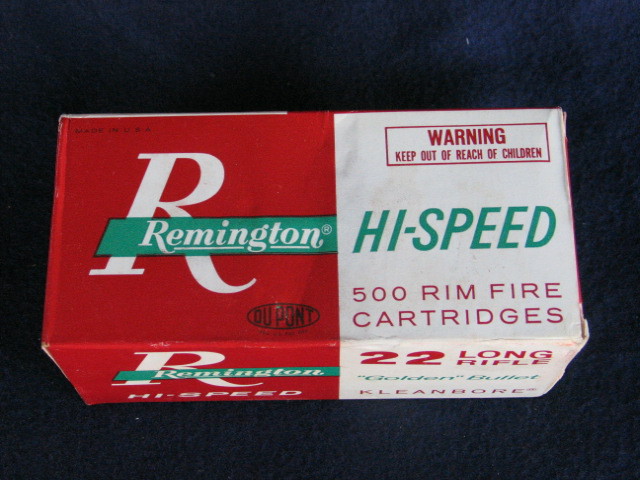 MADE IN U.S.A.
R
Remington®
DU PONT
WARNING
KEEP OUT OF REACH OF CHILDREN
HI-SPEED
500 RIM FIRE
CARTRIDGES
R
Remington
HI-SPEED
22 LONG RIFLE
"Golden" Bullet
KLEANBORE®